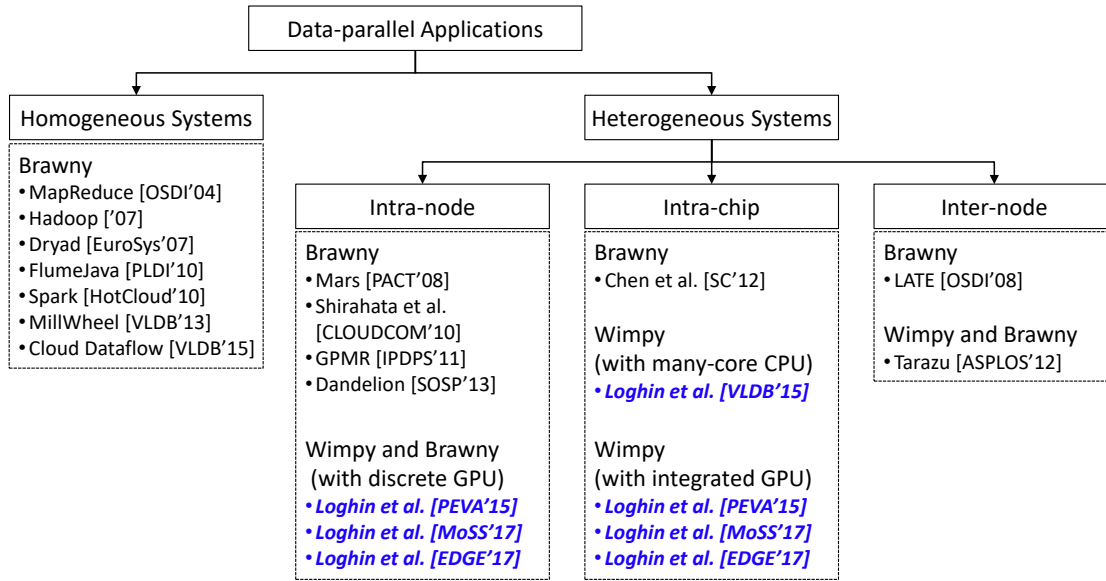 Data-parallel Applications
Homogeneous Systems
Brawny
• MapReduce [OSDI’04]
• Hadoop [’07]
• Dryad [EuroSys’07]
• FlumeJava [PLDI’10]
• Spark [HotCloud’10]
• MillWheel [VLDB’13]
• Cloud Dataflow [VLDB’15]
Heterogeneous Systems
Intra-node
Brawny
• Mars [PACT’08]
• Shirahata et al.
[CLOUDCOM’10]
• GPMR [IPDPS’11]
• Dandelion [SOSP’13]
Wimpy and Brawny
(with discrete GPU)
• Loghin et al. [PEVA’15]
• Loghin et al. [MoSS’17]
• Loghin et al. [EDGE’17]
Intra-chip
Brawny
• Chen et al. [SC’12]
Wimpy
(with many-core CPU)
• Loghin et al. [VLDB’15]
Wimpy
(with integrated GPU)
• Loghin et al. [PEVA’15]
• Loghin et al. [MoSS’17]
• Loghin et al. [EDGE’17]
Inter-node
Brawny
• LATE [OSDI’08]
Wimpy and Brawny
• Tarazu [ASPLOS’12]